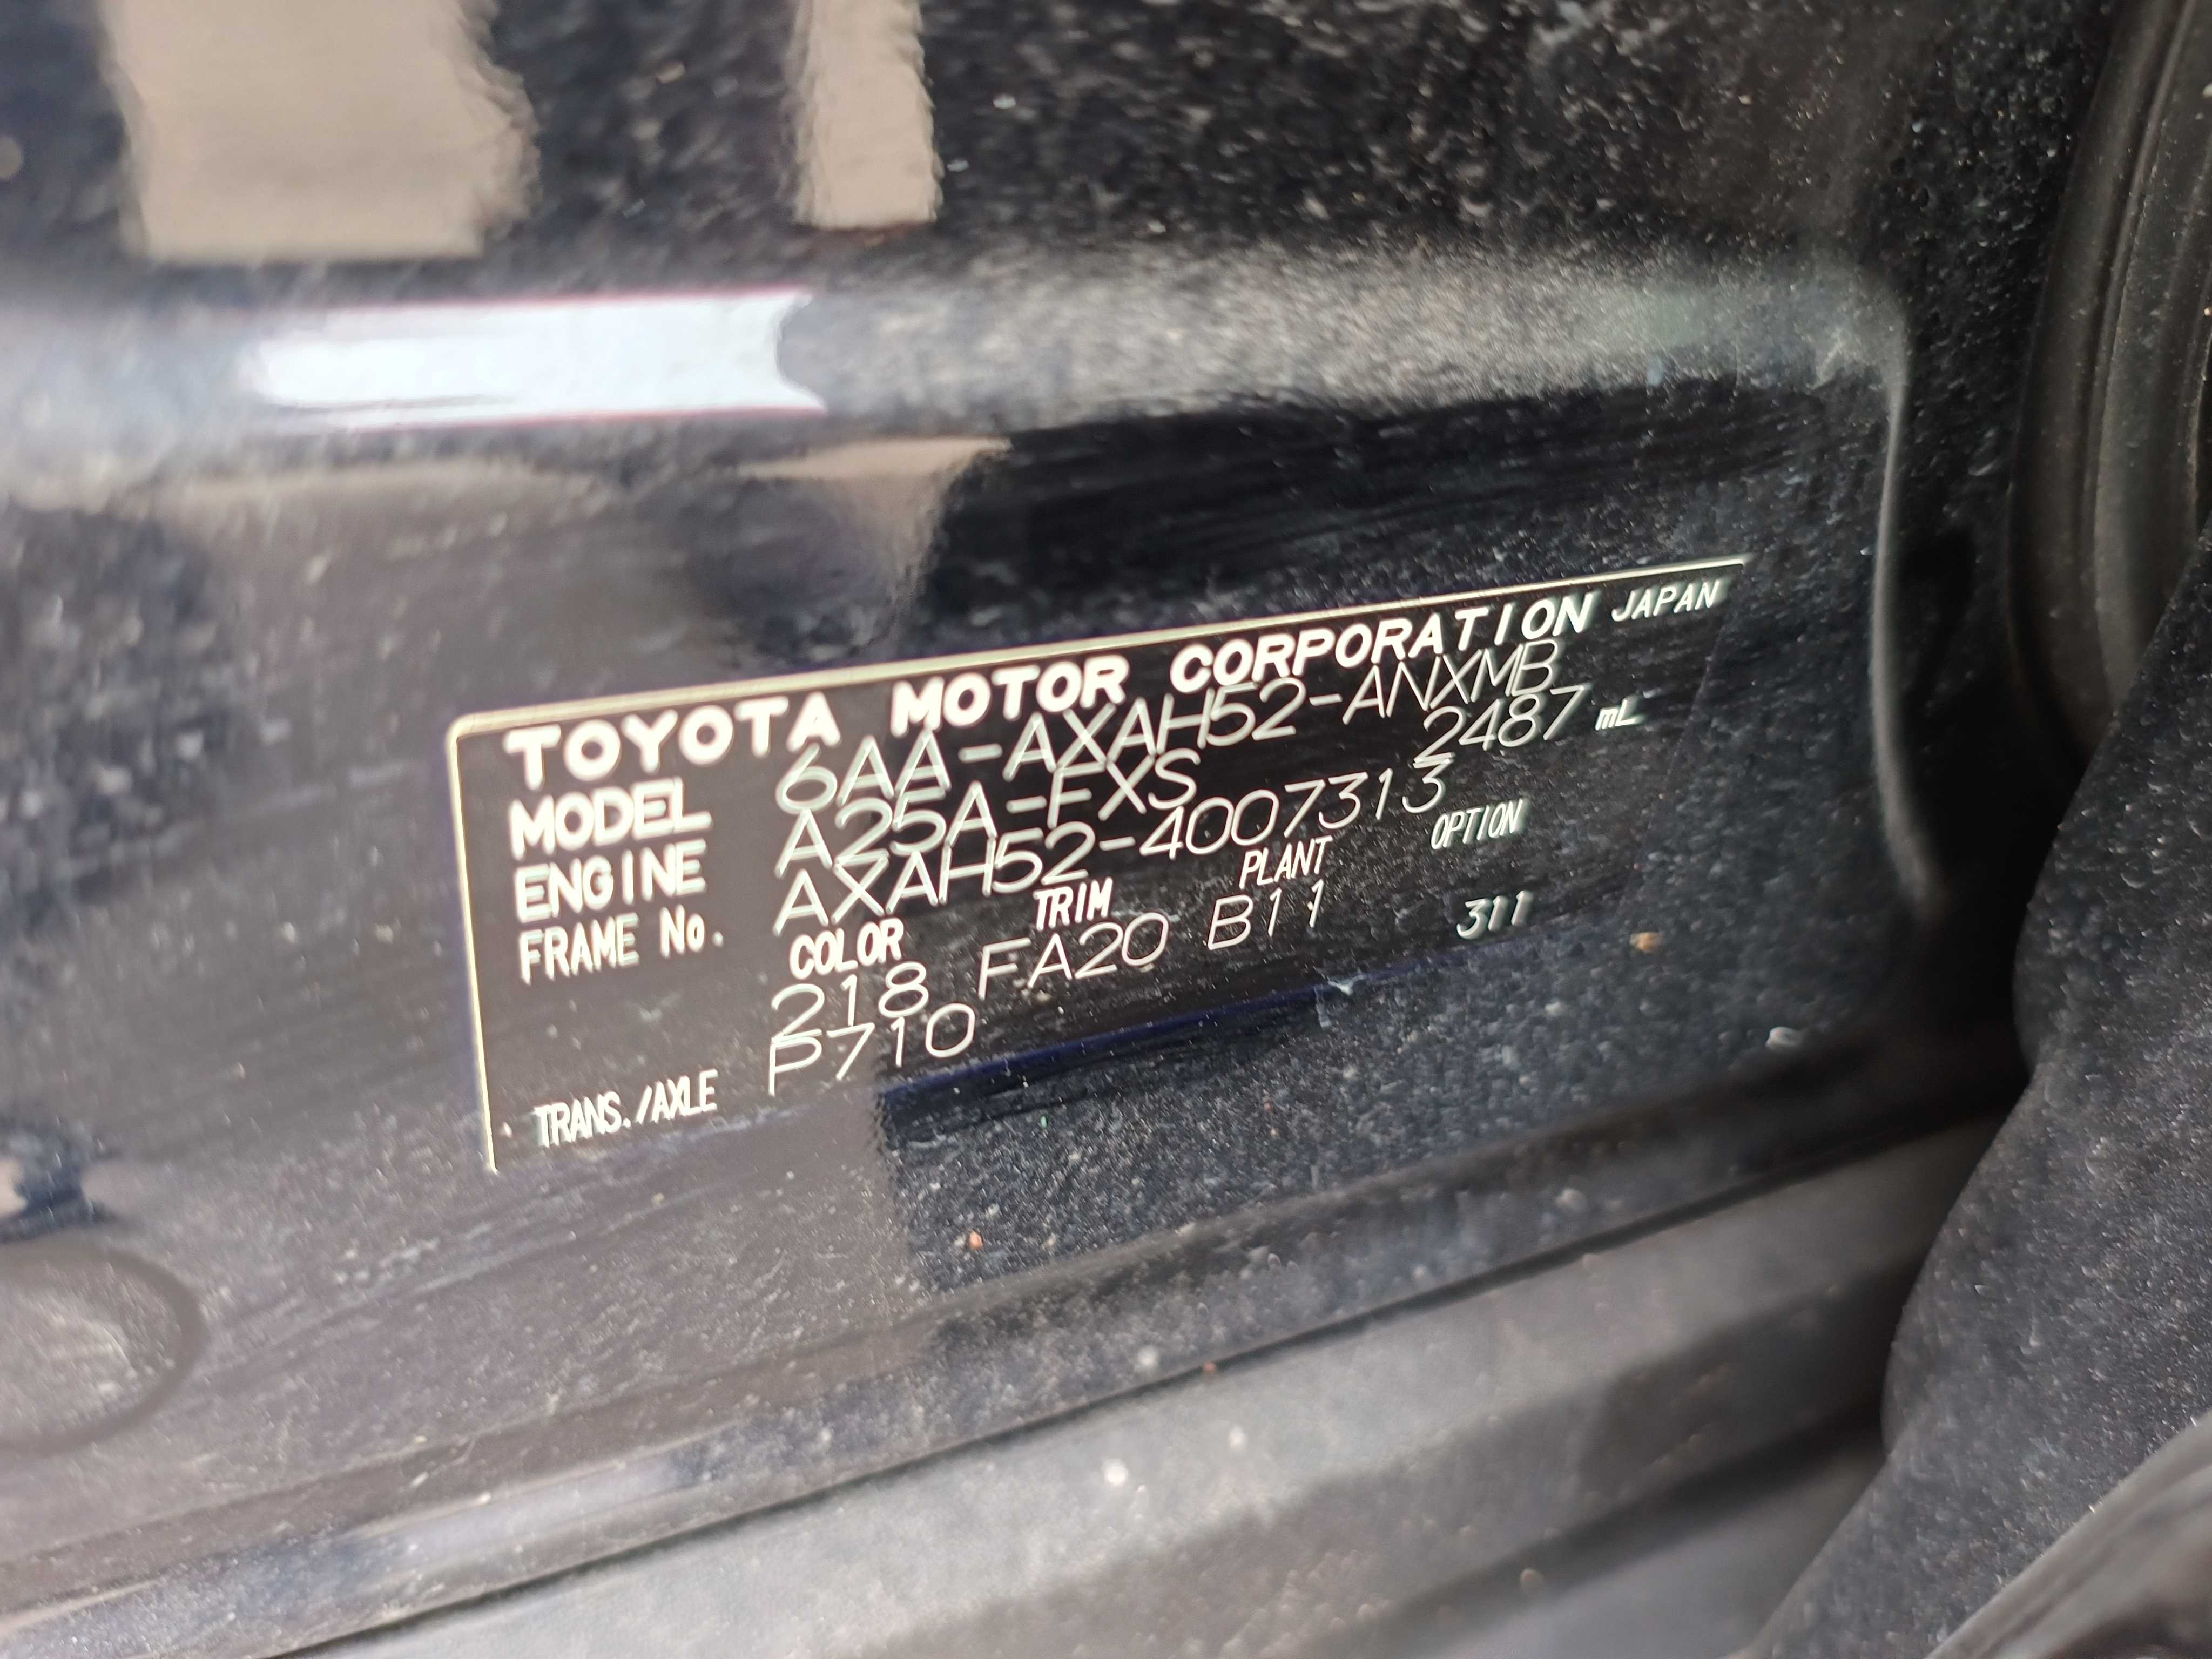 TOYOTA MOTOR CORPORATION JAPAN
MODEL 6AA-AXAH52-ANXMB
ENGINE A25A-FXS 2487 mL
FRAME No. AXAH52-4007313
COLOR TRIM PLANT OPTION
218 FA20 B11 311
TRANS./AXLE P710